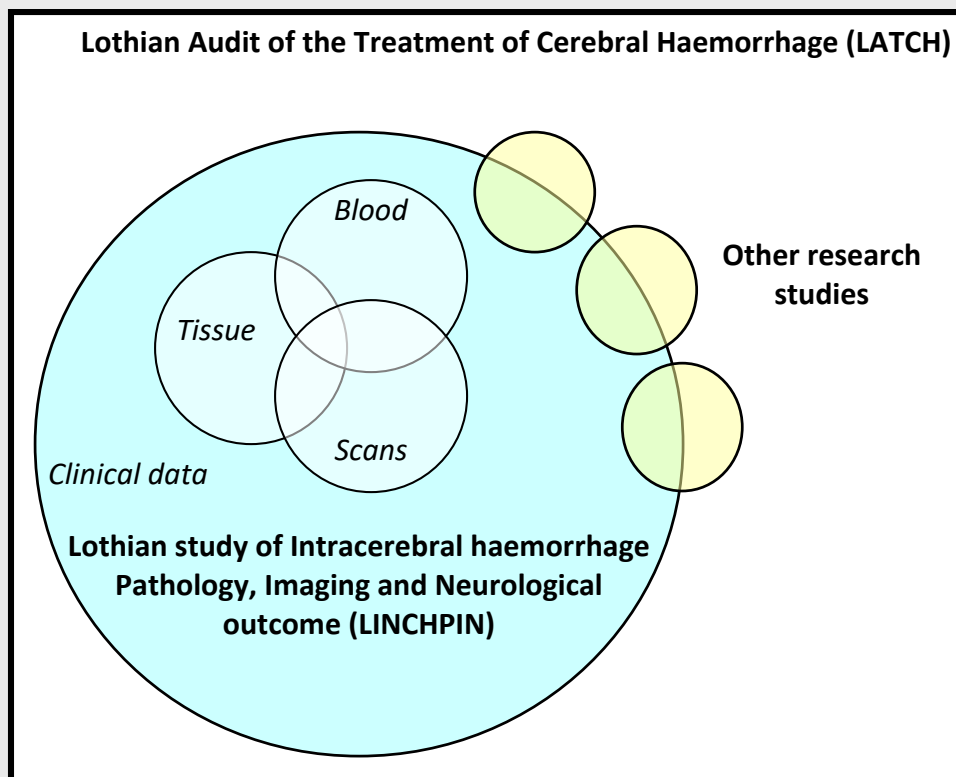 Lothian Audit of the Treatment of Cerebral Haemorrhage (LATCH)
Blood
Other research
studies
Tissue
Scans
Clinical data
Lothian study of Intracerebral haemorrhage
Pathology, Imaging and Neurological
outcome (LINCHPIN)